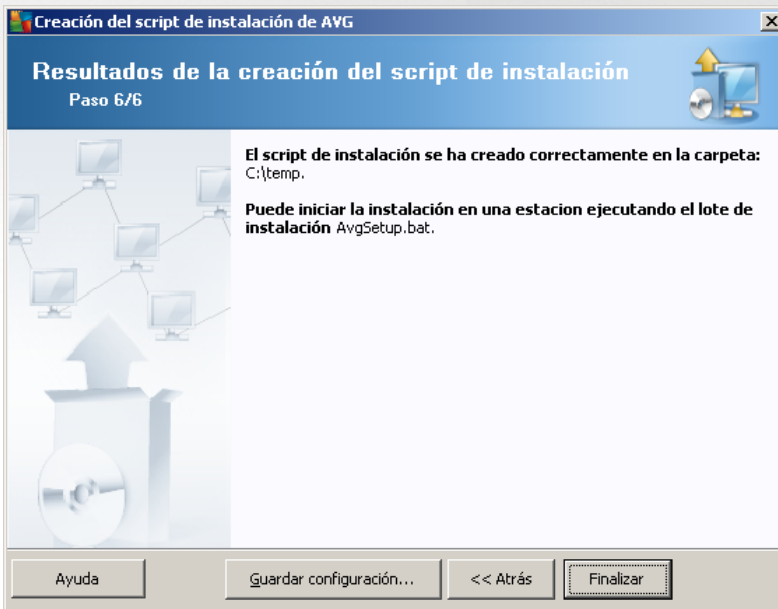 Creación del script de instalación de AVG
Resultados de la creación del script de instalación
Paso 6/6
El script de instalación se ha creado correctamente en la carpeta:
C:\temp.
Puede iniciar la instalación en una estacion ejecutando el lote de
instalación AvgSetup.bat.
Ayuda
Guardar configuración...
<< Atrás
Finalizar